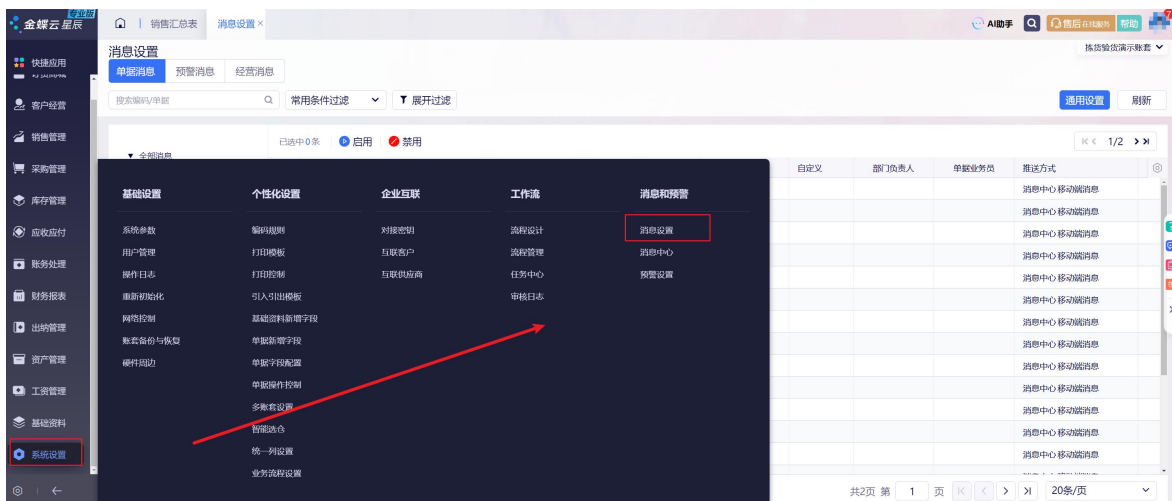 专业版
金蝶云星辰
销售汇总表
消息设置 ×
AI助手
售后在线服务
帮助
7
快捷应用
订货商城
客户经营
销售管理
采购管理
库存管理
应收应付
账务处理
财务报表
出纳管理
资产管理
工资管理
基础资料
系统设置
消息设置
拣货验货演示账套
单据消息 预警消息 经营消息
搜索编码/单据
常用条件过滤
展开过滤
通用设置
刷新
已选中0条 启用 禁用
1/2
全部消息
自定义 部门负责人 单据业务员 推送方式
基础设置
系统参数
用户管理
操作日志
重新初始化
网络控制
账套备份与恢复
硬件周边
个性化设置
编码规则
打印模板
打印控制
引入引出模板
基础资料新增字段
单据新增字段
单据字段配置
单据操作控制
多账套设置
智能选仓
统一列设置
业务流程设置
企业互联
对接密钥
互联客户
互联供应商
工作流
流程设计
流程管理
任务中心
审核日志
消息和预警
消息设置
消息中心
预警设置
消息中心 移动端消息
消息中心 移动端消息
消息中心 移动端消息
消息中心 移动端消息
消息中心 移动端消息
消息中心 移动端消息
消息中心 移动端消息
消息中心 移动端消息
消息中心 移动端消息
消息中心 移动端消息
消息中心 移动端消息
消息中心 移动端消息
消息中心 移动端消息
共2页 第 1 页
20条/页